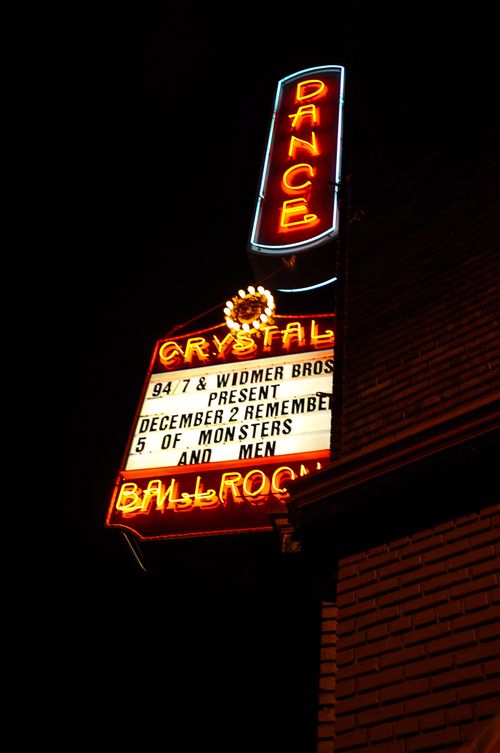 DANCE
CRYSTAL
94/7 & WIDMER BROS
PRESENT
DECEMBER 2 REMEMBE
5 OF MONSTERS
AND MEN
BALLROO